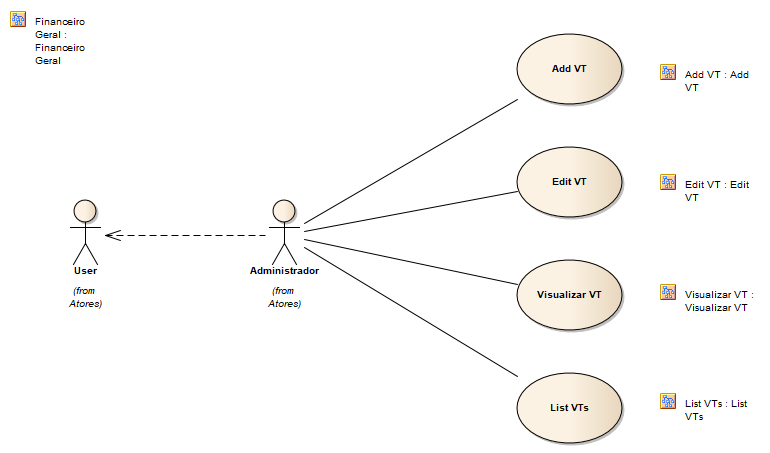 Financeiro
Geral :
Financeiro
Geral
Add VT
Add VT : Add
VT
Edit VT
Edit VT : Edit
VT
User
(from
Atores)
Administrador
(from
Atores)
Visualizar VT
Visualizar VT :
Visualizar VT
List VTs
List VTs : List
VTs